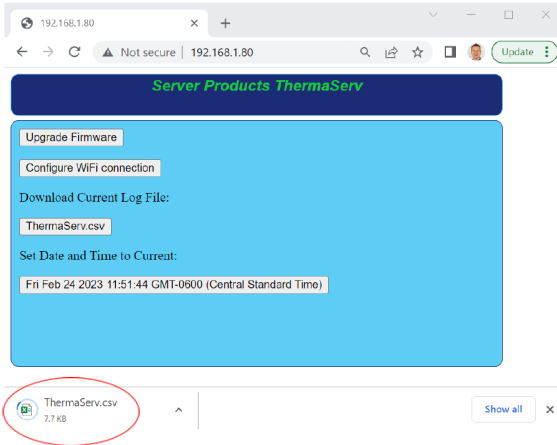 192.168.1.80
Not secure | 192.168.1.80
Update
Server Products ThermaServ
Upgrade Firmware
Configure WiFi connection
Download Current Log File:
ThermaServ.csv
Set Date and Time to Current:
Fri Feb 24 2023 11:51:44 GMT-0600 (Central Standard Time)
ThermaServ.csv
7.7 KB
Show all